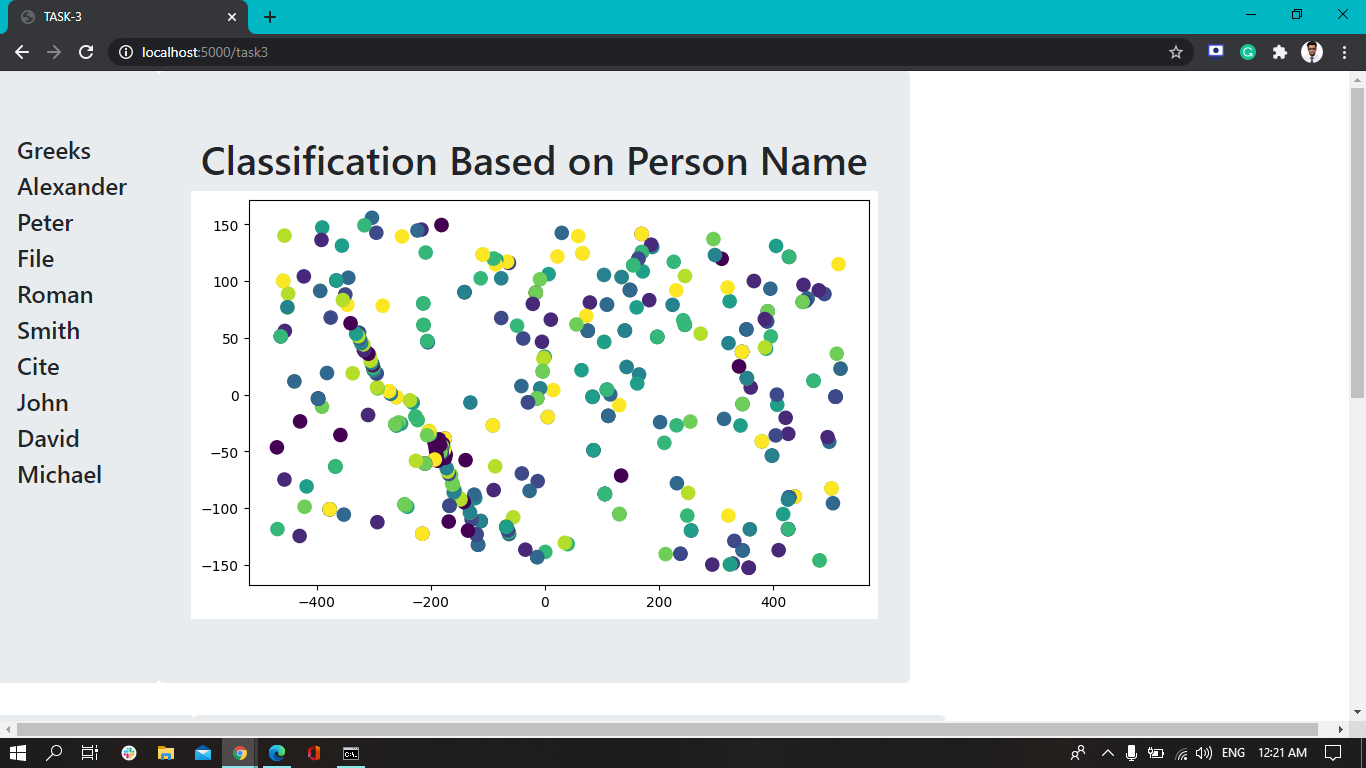 TASK-3
localhost:5000/task3
Greeks
Alexander
Peter
File
Roman
Smith
Cite
John
David
Michael
Classification Based on Person Name
150
100
50
0
−50
−100
−150
−400 −200 0 200 400
ENG 12:21 AM